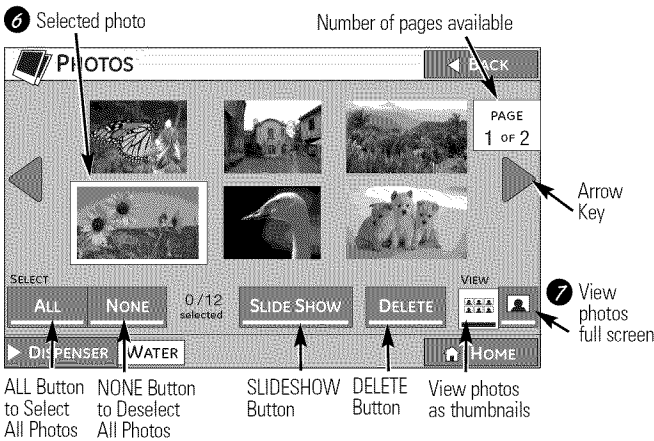 6 Selected photo
Number of pages available
PHOTOS
BACK
PAGE
1 OF 2
Arrow
Key
SELECT
VIEW
ALL
NONE
0/12
selected
SLIDE SHOW
DELETE
7 View
photos
full screen
DISPENSER
WATER
HOME
ALL Button
to Select
All Photos
NONE Button
to Deselect
All Photos
SLIDESHOW
Button
DELETE
Button
View photos
as thumbnails